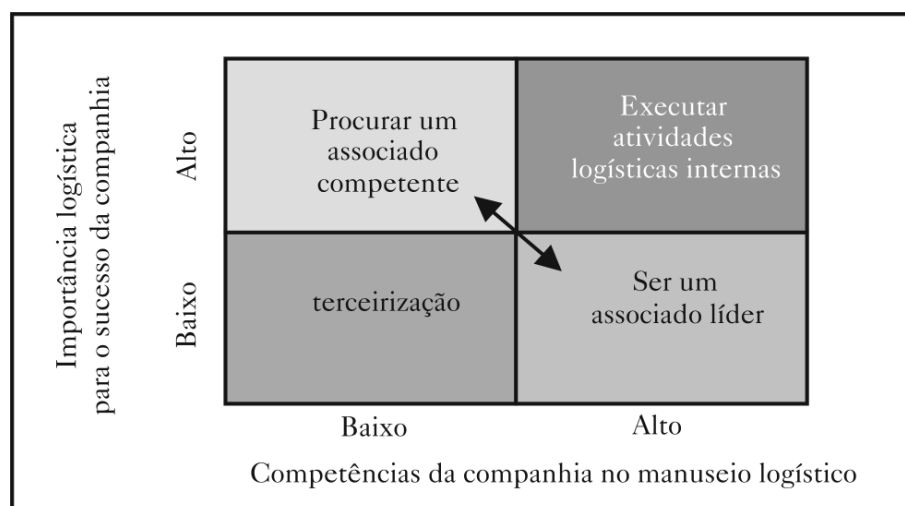 Importância logística
para o sucesso da companhia
Alto
Baixo
Procurar um
associado
competente
Executar
atividades
logísticas internas
terceirização
Ser um
associado líder
Baixo
Alto
Competências da companhia no manuseio logístico